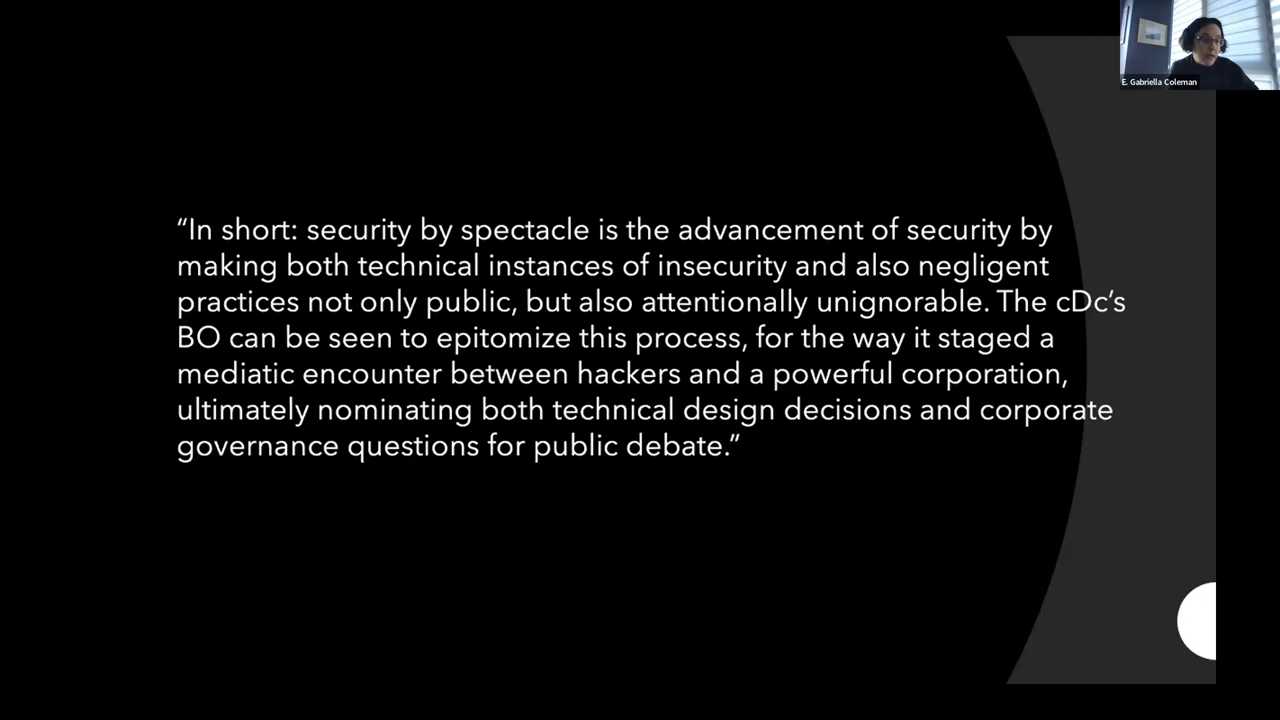 E. Gabriella Coleman
“In short: security by spectacle is the advancement of security by
making both technical instances of insecurity and also negligent
practices not only public, but also attentionally unignorable. The cDc’s
BO can be seen to epitomize this process, for the way it staged a
mediatic encounter between hackers and a powerful corporation,
ultimately nominating both technical design decisions and corporate
governance questions for public debate.”